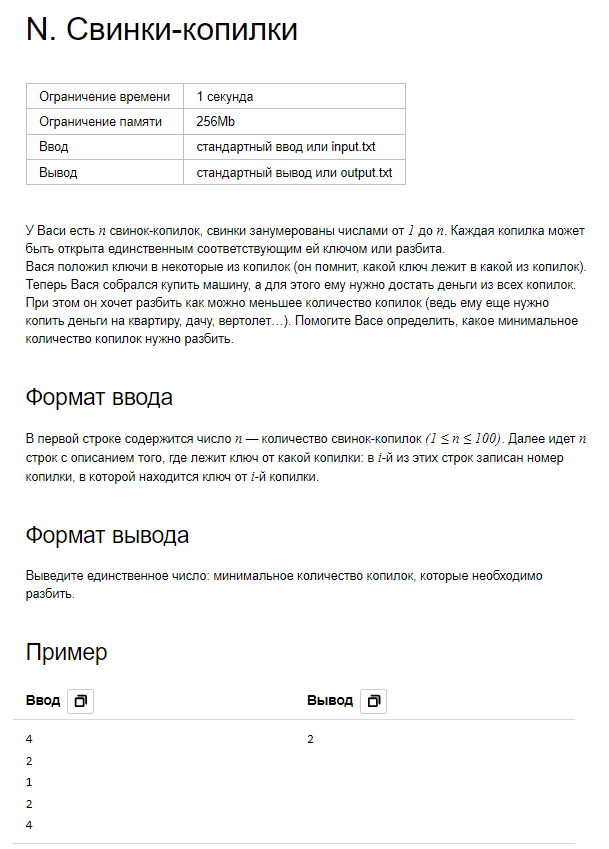 N. Свинки-копилки
Ограничение времени 1 секунда
Ограничение памяти 256Mb
Ввод стандартный ввод или input.txt
Вывод стандартный вывод или output.txt
У Васи есть n свинок-копилок, свинки занумерованы числами от 1 до n. Каждая копилка может
быть открыта единственным соответствующим ей ключом или разбита.
Вася положил ключи в некоторые из копилок (он помнит, какой ключ лежит в какой из копилок).
Теперь Вася собрался купить машину, а для этого ему нужно достать деньги из всех копилок.
При этом он хочет разбить как можно меньшее количество копилок (ведь ему еще нужно
копить деньги на квартиру, дачу, вертолет…). Помогите Васе определить, какое минимальное
количество копилок нужно разбить.
Формат ввода
В первой строке содержится число n — количество свинок-копилок (1 ≤ n ≤ 100). Далее идет n
строк с описанием того, где лежит ключ от какой копилки: в i-й из этих строк записан номер
копилки, в которой находится ключ от i-й копилки.
Формат вывода
Выведите единственное число: минимальное количество копилок, которые необходимо
разбить.
Пример
Ввод Вывод
4 2
2
1
2
4